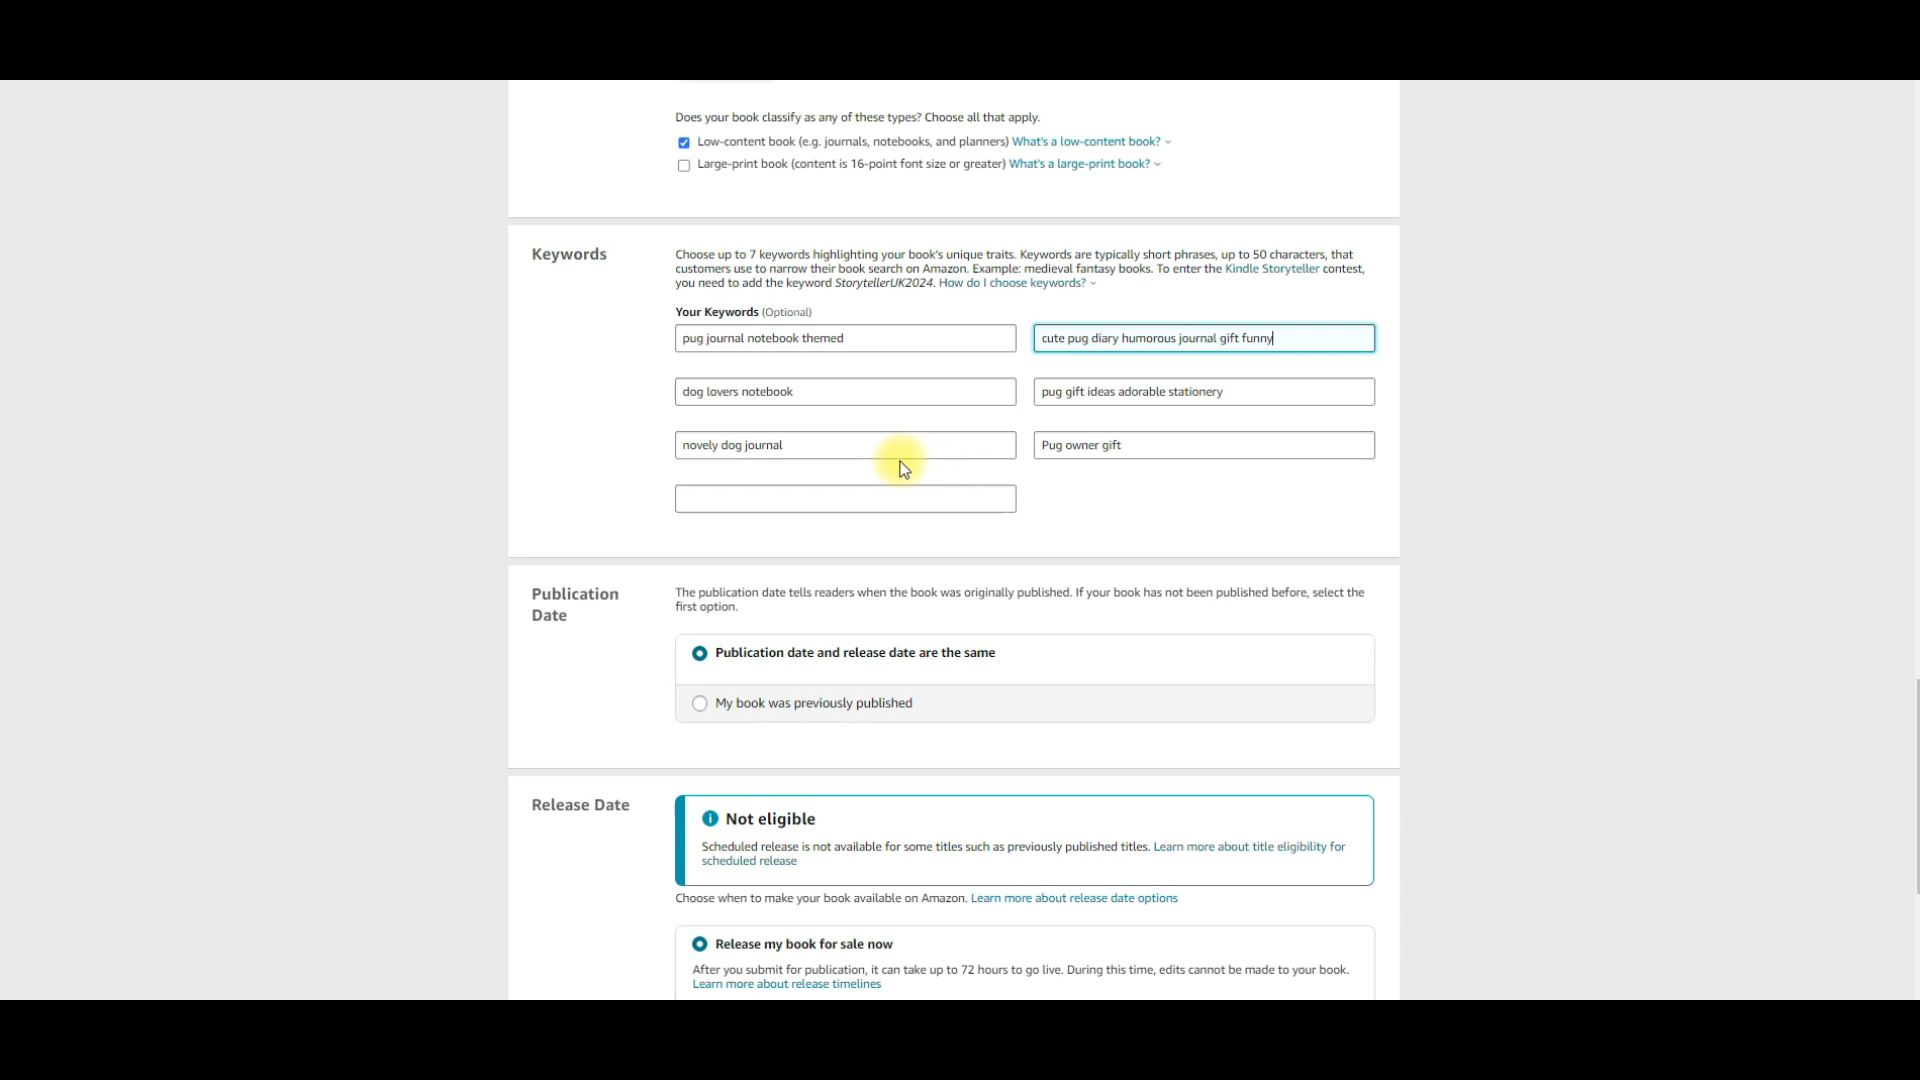 Does your book classify as any of these types? Choose all that apply.
Low-content book (e.g. journals, notebooks, and planners) What's a low-content book?
Large-print book (content is 16-point font size or greater) What's a large-print book?
Keywords
Choose up to 7 keywords highlighting your book's unique traits. Keywords are typically short phrases, up to 50 characters, that
customers use to narrow their book search on Amazon. Example: medieval fantasy books. To enter the Kindle Storyteller contest,
you need to add the keyword StorytellerUK2024. How do I choose keywords?
Your Keywords (Optional)
pug journal notebook themed
cute pug diary humorous journal gift funny
dog lovers notebook
pug gift ideas adorable stationery
novely dog journal
Pug owner gift
Publication
Date
The publication date tells readers when the book was originally published. If your book has not been published before, select the
first option.
Publication date and release date are the same
My book was previously published
Release Date
Not eligible
Scheduled release is not available for some titles such as previously published titles. Learn more about title eligibility for
scheduled release
Choose when to make your book available on Amazon. Learn more about release date options
Release my book for sale now
After you submit for publication, it can take up to 72 hours to go live. During this time, edits cannot be made to your book.
Learn more about release timelines